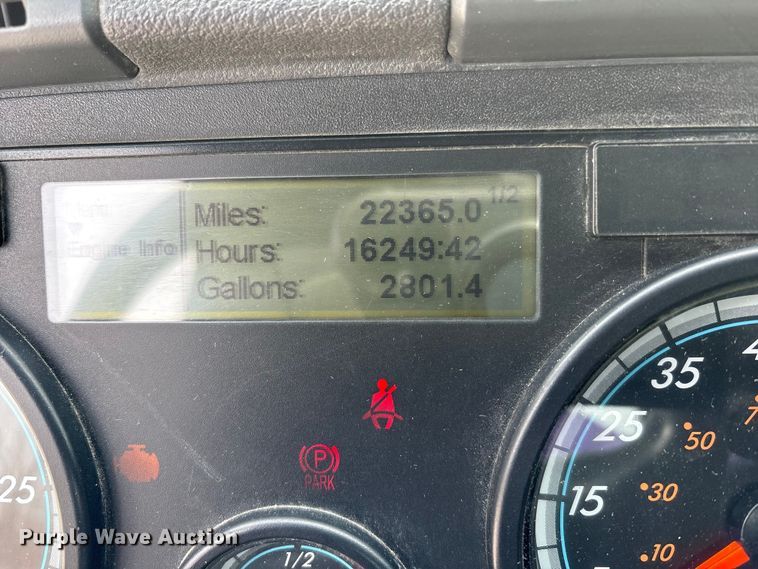 1/2
Miles: 22365.0
Engine Info
Hours: 16249:42
Gallons: 2801.4
35
25
50
7
15
30
10
P
PARK
25
1/2
Purple Wave Auction